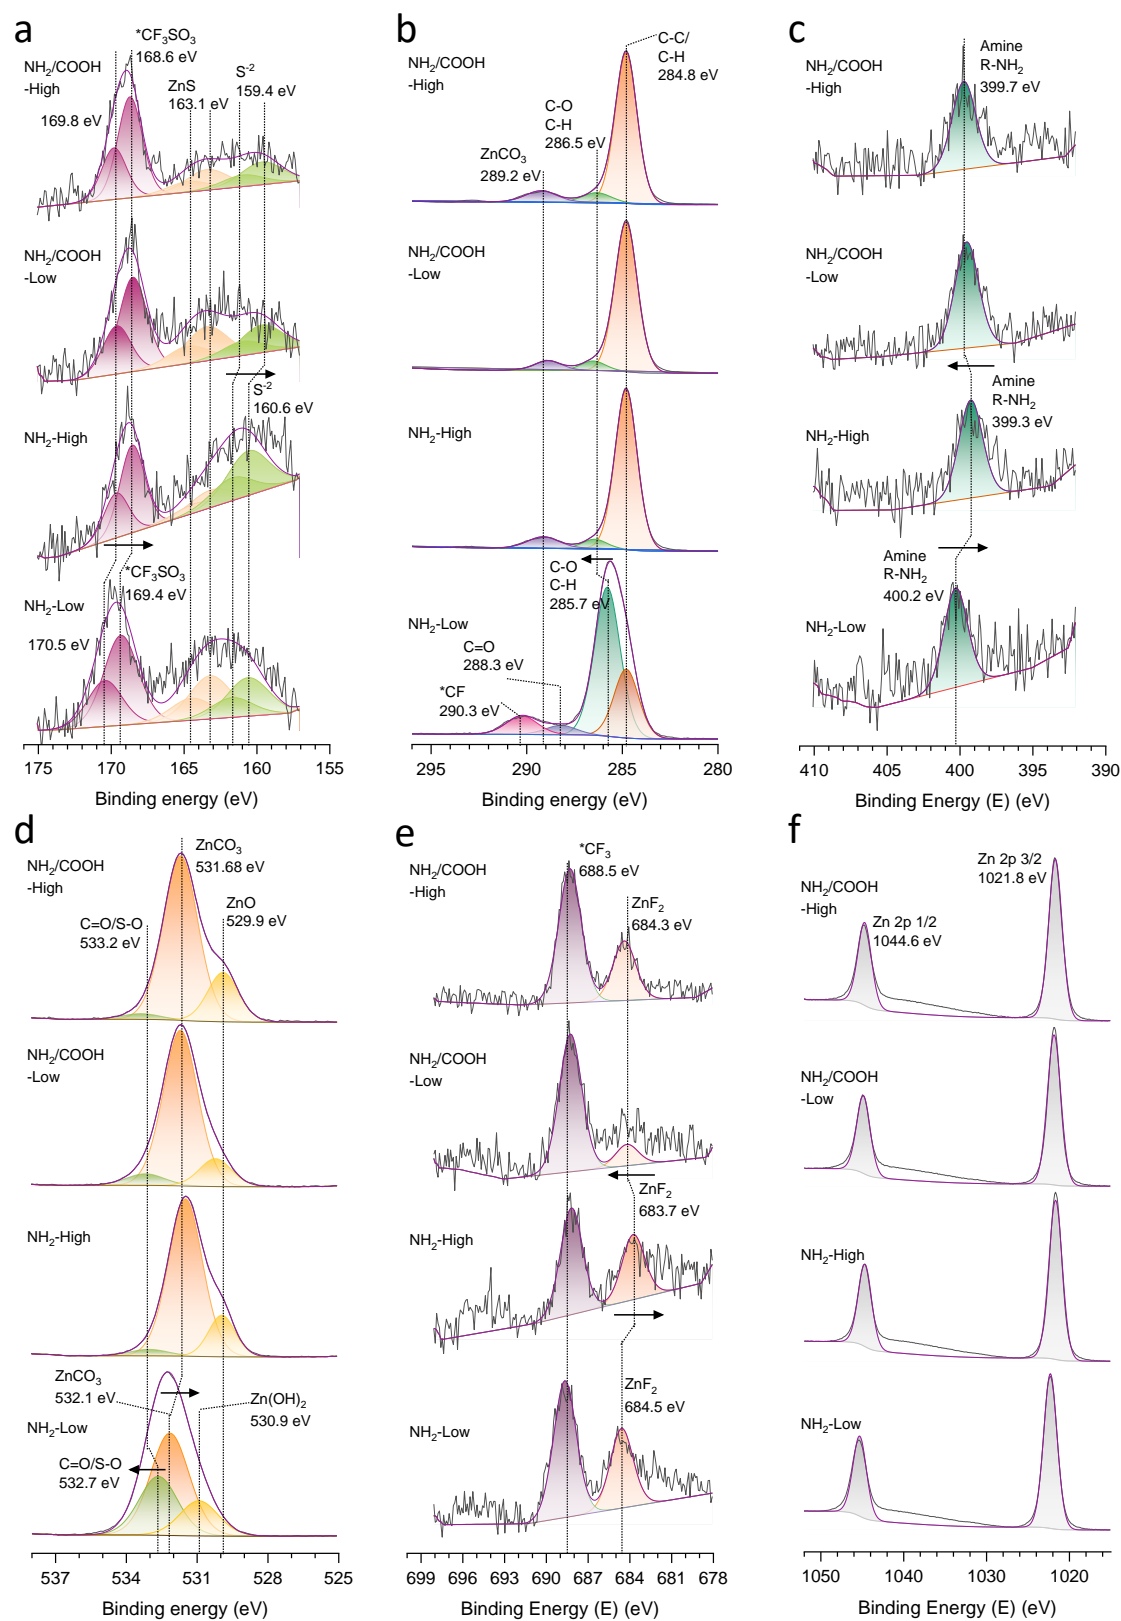 a
*CF3SO3
168.6 eV
NH2/COOH
-High
ZnS
163.1 eV
S-2
159.4 eV
169.8 eV
NH2/COOH
-Low
S-2
160.6 eV
NH2-High
*CF3SO3
169.4 eV
NH2-Low
170.5 eV
175 170 165 160 155
Binding energy (eV)
b
NH2/COOH
-High
C-C/
C-H
284.8 eV
C-O
C-H
286.5 eV
ZnCO3
289.2 eV
NH2/COOH
-Low
NH2-High
C-O
C-H
285.7 eV
NH2-Low
C=O
288.3 eV
*CF
290.3 eV
295 290 285 280
Binding energy (eV)
c
NH2/COOH
-High
Amine
R-NH2
399.7 eV
NH2/COOH
-Low
Amine
R-NH2
399.3 eV
NH2-High
Amine
R-NH2
400.2 eV
NH2-Low
410 405 400 395 390
Binding Energy (E) (eV)
d
ZnCO3
531.68 eV
NH2/COOH
-High
ZnO
529.9 eV
C=O/S-O
533.2 eV
NH2/COOH
-Low
NH2-High
ZnCO3
532.1 eV
Zn(OH)2
530.9 eV
NH2-Low
C=O/S-O
532.7 eV
537 533 529 525
Binding energy (eV)
e
*CF3
688.5 eV
NH2/COOH
-High
ZnF2
684.3 eV
NH2/COOH
-Low
ZnF2
683.7 eV
NH2-High
ZnF2
684.5 eV
NH2-Low
699 696 693 690 687 684 681 678
Binding Energy (E) (eV)
f
Zn 2p 3/2
1021.8 eV
NH2/COOH
-High
Zn 2p 1/2
1044.6 eV
NH2/COOH
-Low
NH2-High
NH2-Low
1050 1040 1030 1020
Binding energy (eV)